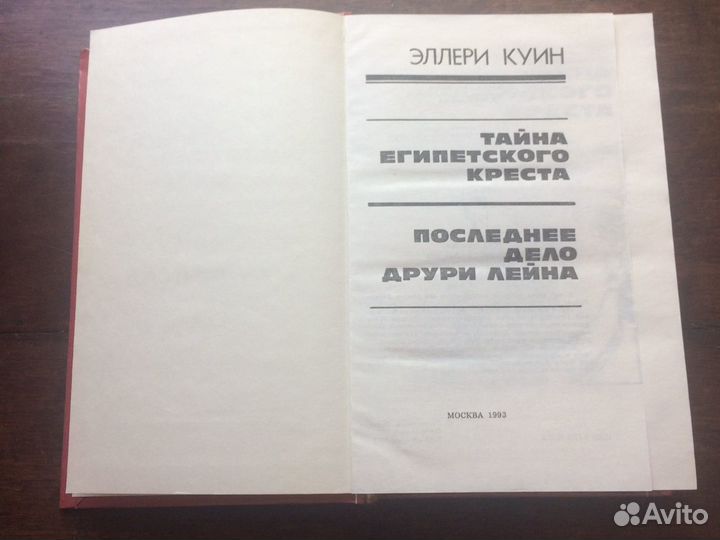 ЭЛЛЕРИ КУИН
ТАЙНА
ЕГИПЕТСКОГО
КРЕСТА
ПОСЛЕДНЕЕ
ДЕЛО
ДРУРИ ЛЕЙНА
МОСКВА 1993
Avito